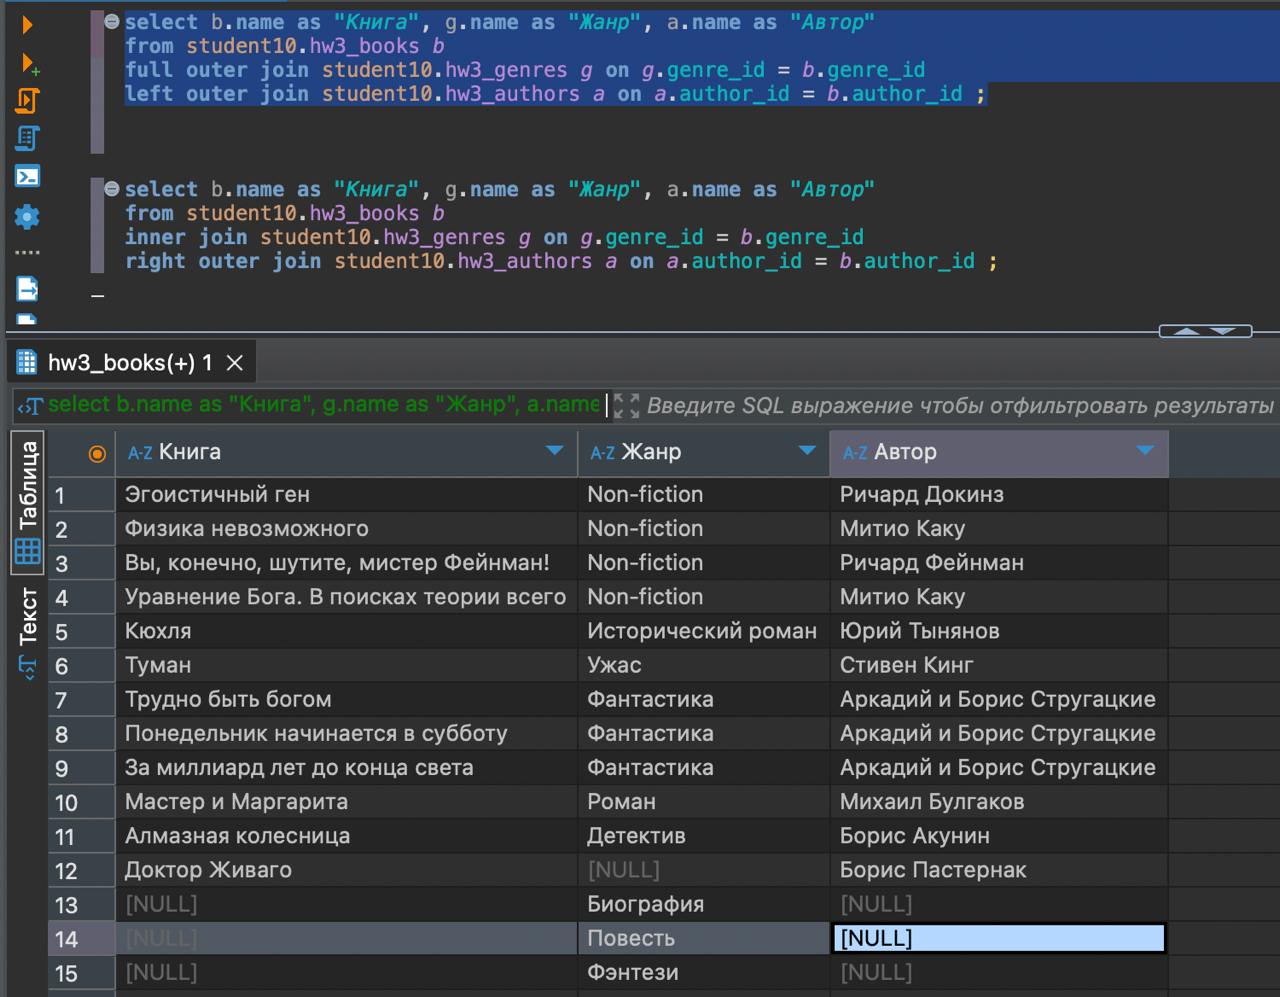 select b.name as "Книга", g.name as "Жанр", a.name as "Автор"
from student10.hw3_books b
full outer join student10.hw3_genres g on g.genre_id = b.genre_id
left outer join student10.hw3_authors a on a.author_id = b.author_id ;
select b.name as "Книга", g.name as "Жанр", a.name as "Автор"
from student10.hw3_books b
inner join student10.hw3_genres g on g.genre_id = b.genre_id
right outer join student10.hw3_authors a on a.author_id = b.author_id ;
hw3_books(+) 1
select b.name as "Книга", g.name as "Жанр", a.name Введите SQL выражение чтобы отфильтровать результаты
Таблица
Текст
A-Z Книга A-Z Жанр A-Z Автор
1 Эгоистичный ген Non-fiction Ричард Докинз
2 Физика невозможного Non-fiction Митио Каку
3 Вы, конечно, шутите, мистер Фейнман! Non-fiction Ричард Фейнман
4 Уравнение Бога. В поисках теории всего Non-fiction Митио Каку
5 Кюхля Исторический роман Юрий Тынянов
6 Туман Ужас Стивен Кинг
7 Трудно быть богом Фантастика Аркадий и Борис Стругацкие
8 Понедельник начинается в субботу Фантастика Аркадий и Борис Стругацкие
9 За миллиард лет до конца света Фантастика Аркадий и Борис Стругацкие
10 Мастер и Маргарита Роман Михаил Булгаков
11 Алмазная колесница Детектив Борис Акунин
12 Доктор Живаго [NULL] Борис Пастернак
13 [NULL] Биография [NULL]
14 [NULL] Повесть [NULL]
15 [NULL] Фэнтези [NULL]